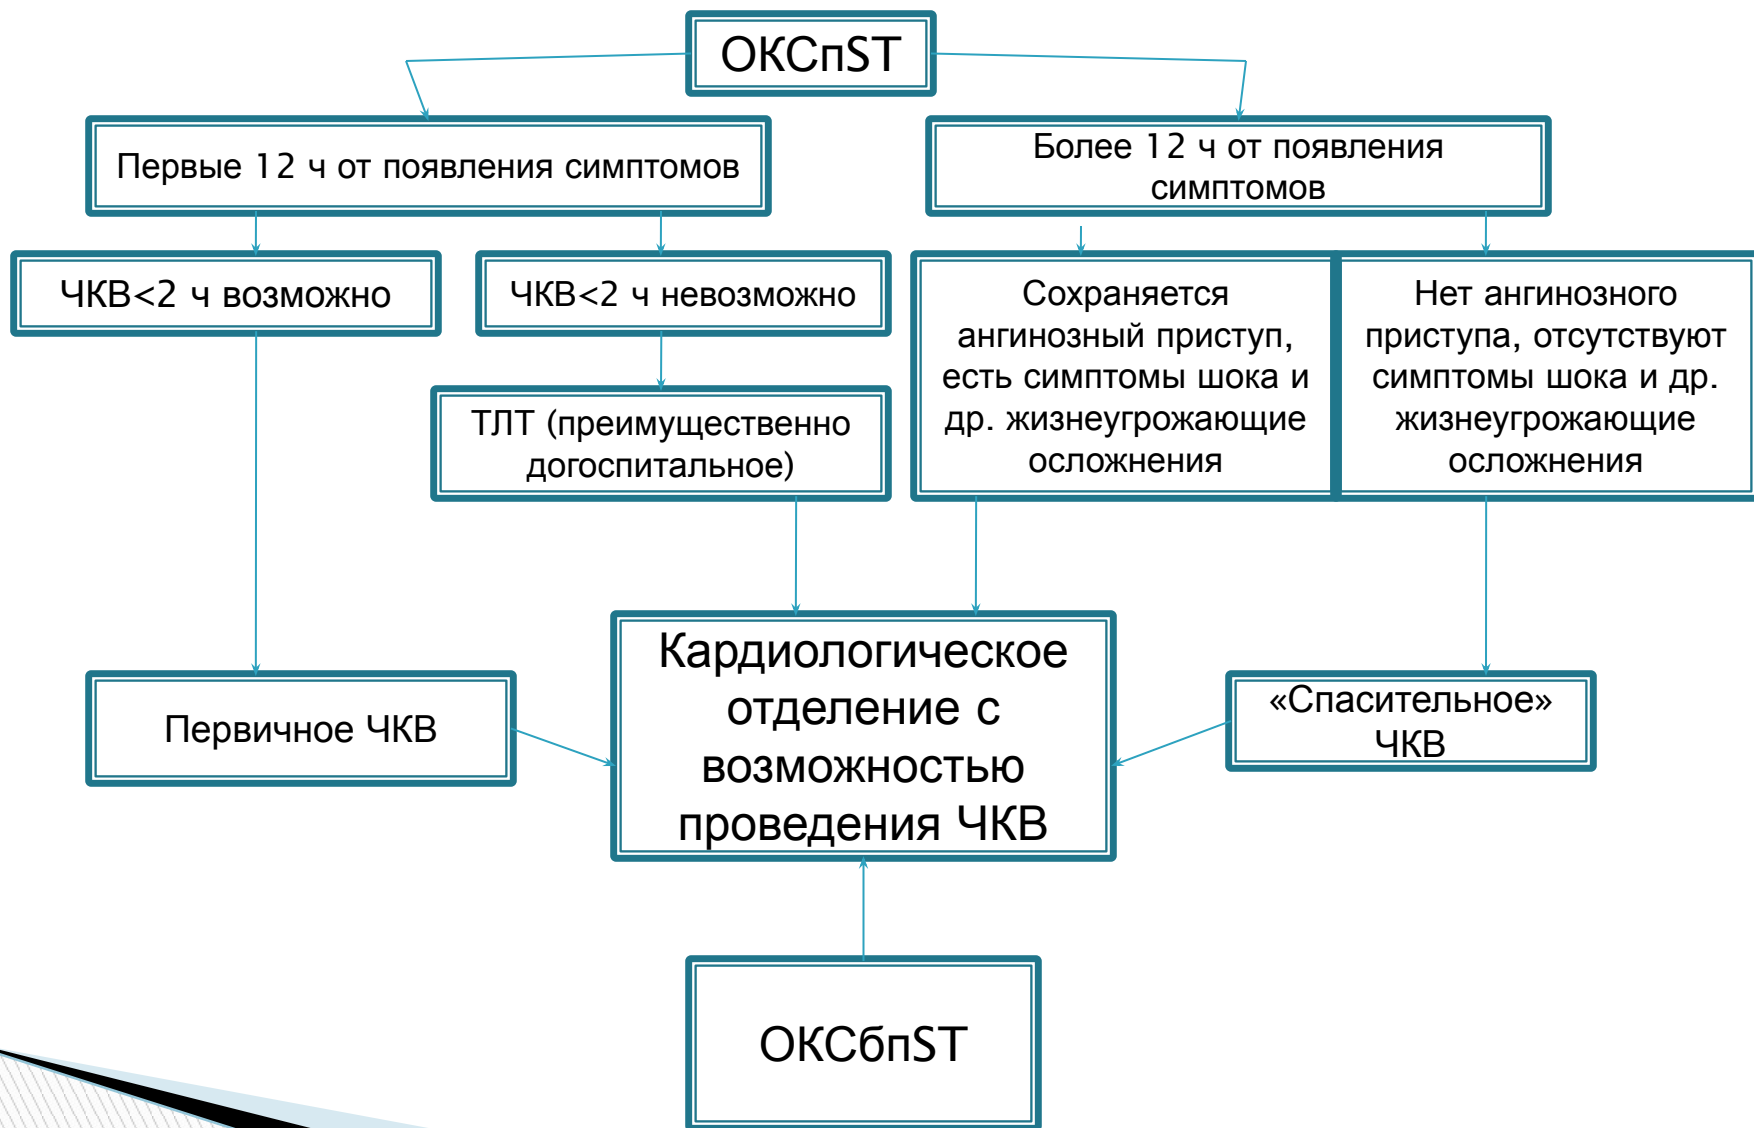 ОКСпST
Первые 12 ч от появления симптомов
Более 12 ч от появления
симптомов
ЧКВ<2 ч возможно
ЧКВ<2 ч невозможно
Сохраняется
ангинозный приступ,
есть симптомы шока и
др. жизнеугрожающие
осложнения
Нет ангинозного
приступа, отсутствуют
симптомы шока и др.
жизнеугрожающие
осложнения
ТЛТ (преимущественно
догоспитальное)
Первичное ЧКВ
Кардиологическое
отделение с
возможностью
проведения ЧКВ
«Спасительное»
ЧКВ
ОКСбпST